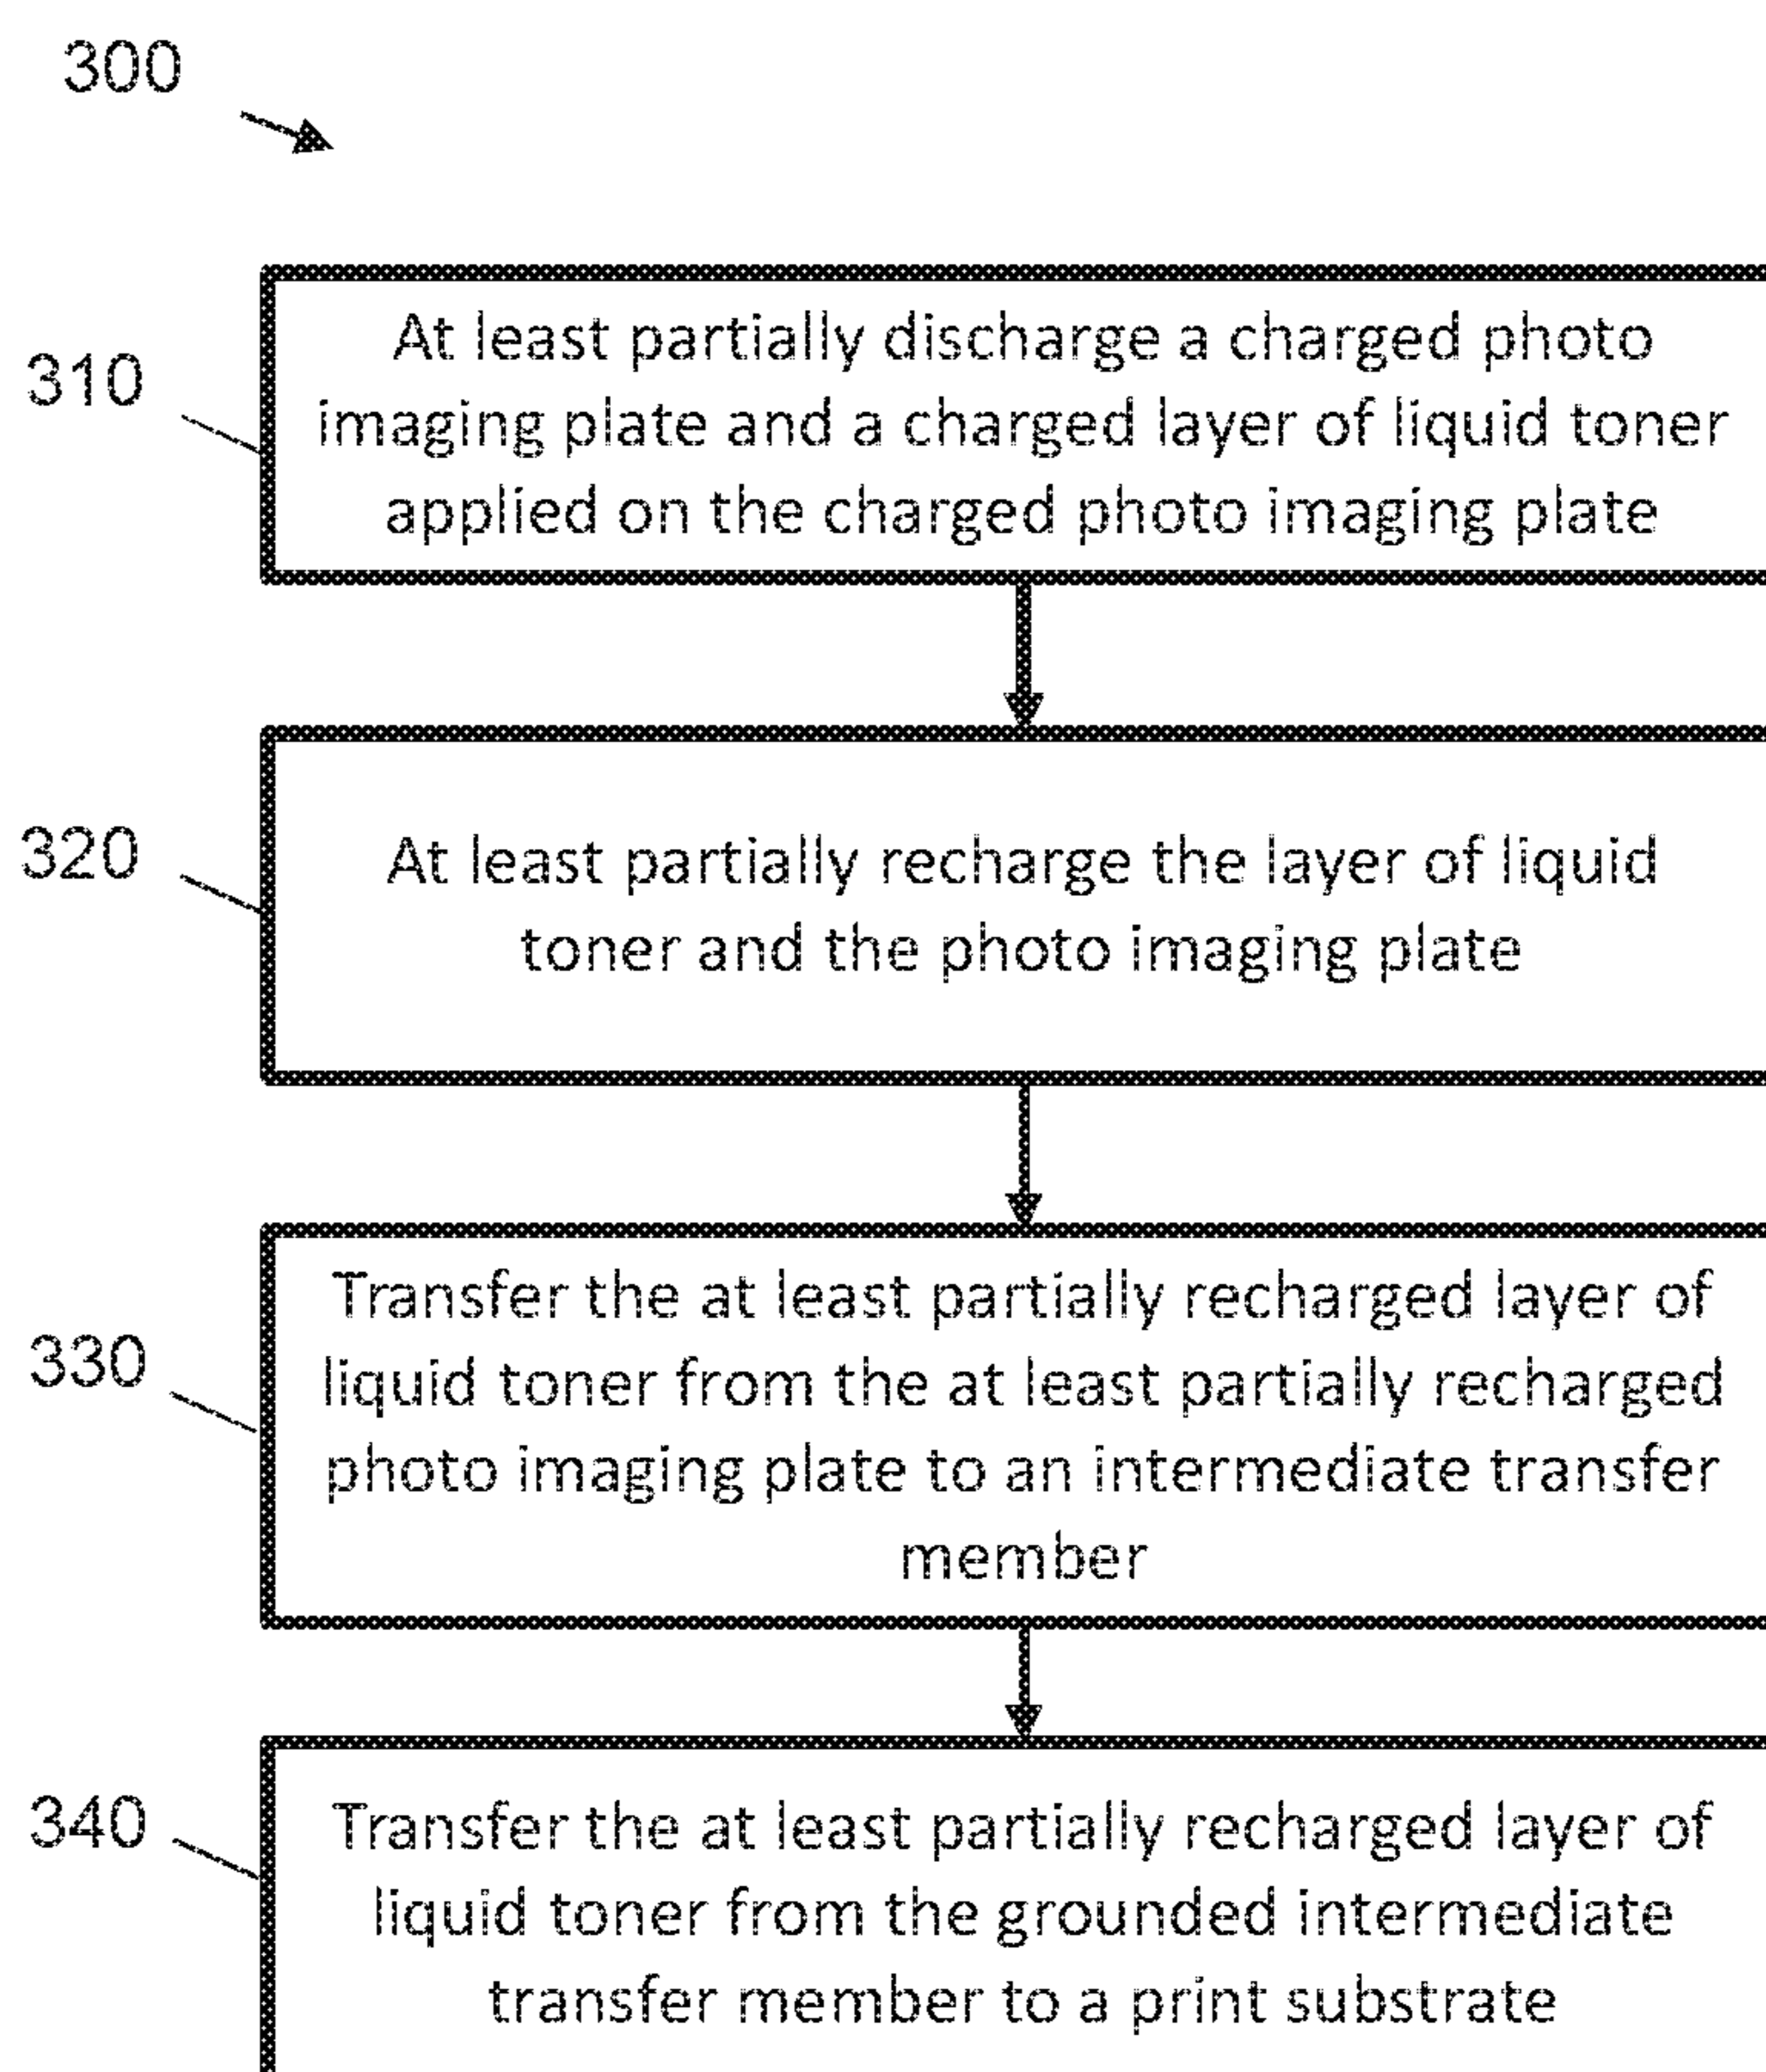 300
310
At least partially discharge a charged photo
imaging plate and a charged layer of liquid toner
applied on the charged photo imaging plate
320
At least partially recharge the layer of liquid
toner and the photo imaging plate
330
Transfer the at least partially recharged layer of
liquid toner from the at least partially recharged
photo imaging plate to an intermediate transfer
member
340
Transfer the at least partially recharged layer of
liquid toner from the grounded intermediate
transfer member to a print substrate